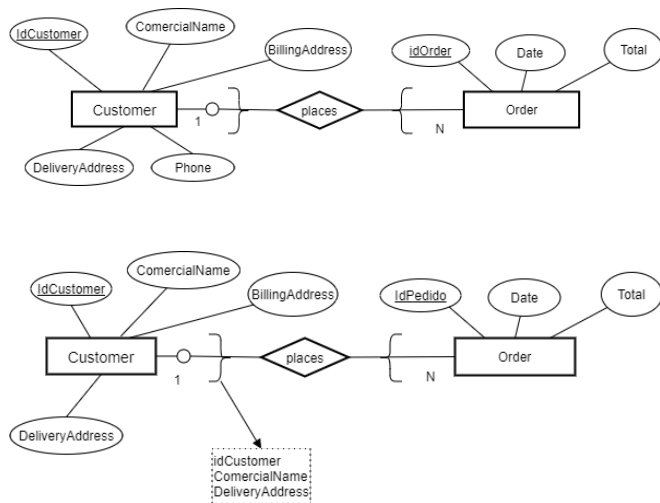 IdCustomer
ComercialName
BillingAddress
idOrder
Date
Total
Customer
1
places
N
Order
DeliveryAddress
Phone
IdCustomer
ComercialName
BillingAddress
IdPedido
Date
Total
Customer
1
places
N
Order
DeliveryAddress
idCustomer
ComercialName
DeliveryAddress